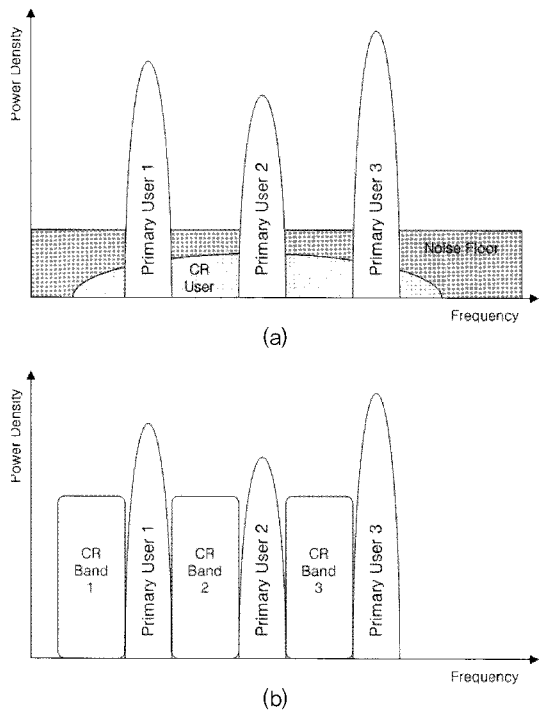 Power Density
Primary User 1
Primary User 2
Primary User 3
Noise Floor
CR
User
Frequency
(a)
Power Density
CR
Band
1
Primary User 1
CR
Band
2
Primary User 2
CR
Band
3
Primary User 3
Frequency
(b)